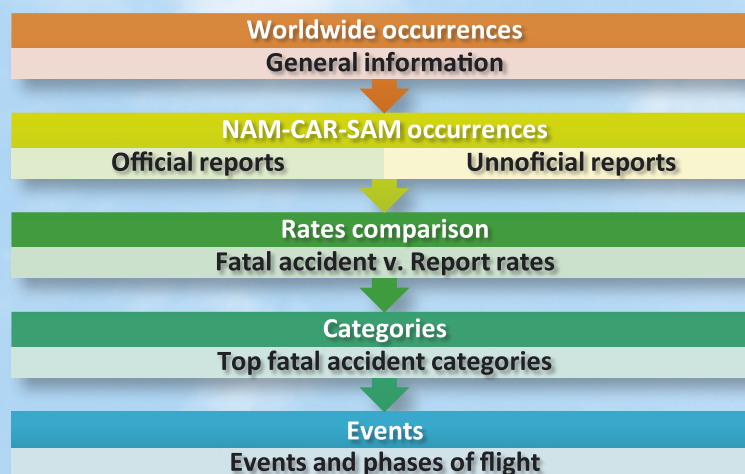 Worldwide occurrences
General information
NAM-CAR-SAM occurrences
Official reports Unnoficial reports
Rates comparison
Fatal accident v. Report rates
Categories
Top fatal accident categories
Events
Events and phases of flight